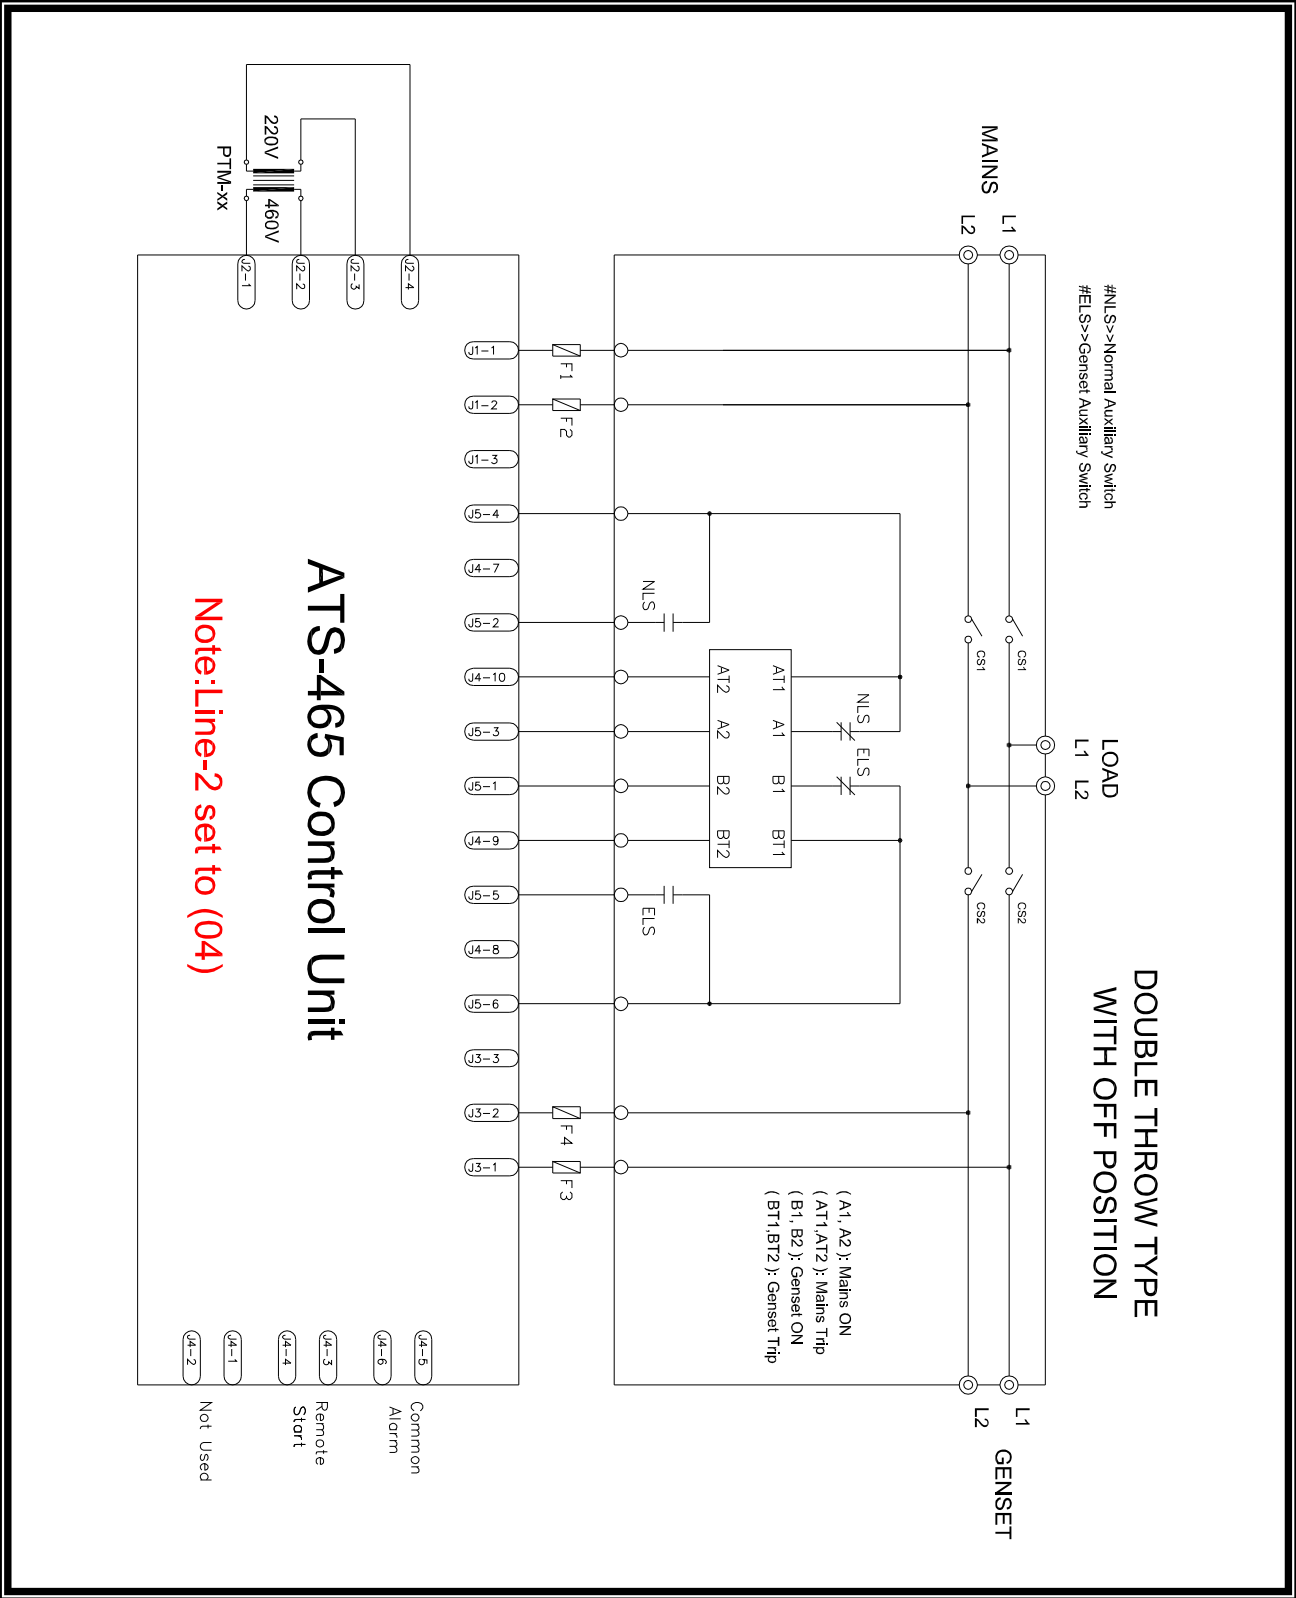 DOUBLE THROW TYPE
WITH OFF POSITION
#NLS>>Normal Auxiliary Switch
#ELS>>Genset Auxiliary Switch
LOAD
L1 L2
MAINS
L1
L2
CS1
CS1
CS2
CS2
L1
L2
GENSET
NLS
ELS
AT1 A1 B1 BT1
AT2 A2 B2 BT2
NLS
ELS
( A1, A2 ): Mains ON
( AT1,AT2 ): Mains Trip
( B1, B2 ): Genset ON
( BT1,BT2 ): Genset Trip
F1
F2
F4
F3
J1-1
J1-2
J1-3
J5-4
J4-7
J5-2
J4-10
J5-3
J5-1
J4-9
J5-5
J4-8
J5-6
J3-3
J3-2
J3-1
J2-4
J2-3
J2-2
J2-1
220V
460V
PTM-xx
ATS-465 Control Unit
Note:Line-2 set to (04)
J4-5
J4-6
J4-3
J4-4
J4-1
J4-2
Common
Alarm
Remote
Start
Not Used